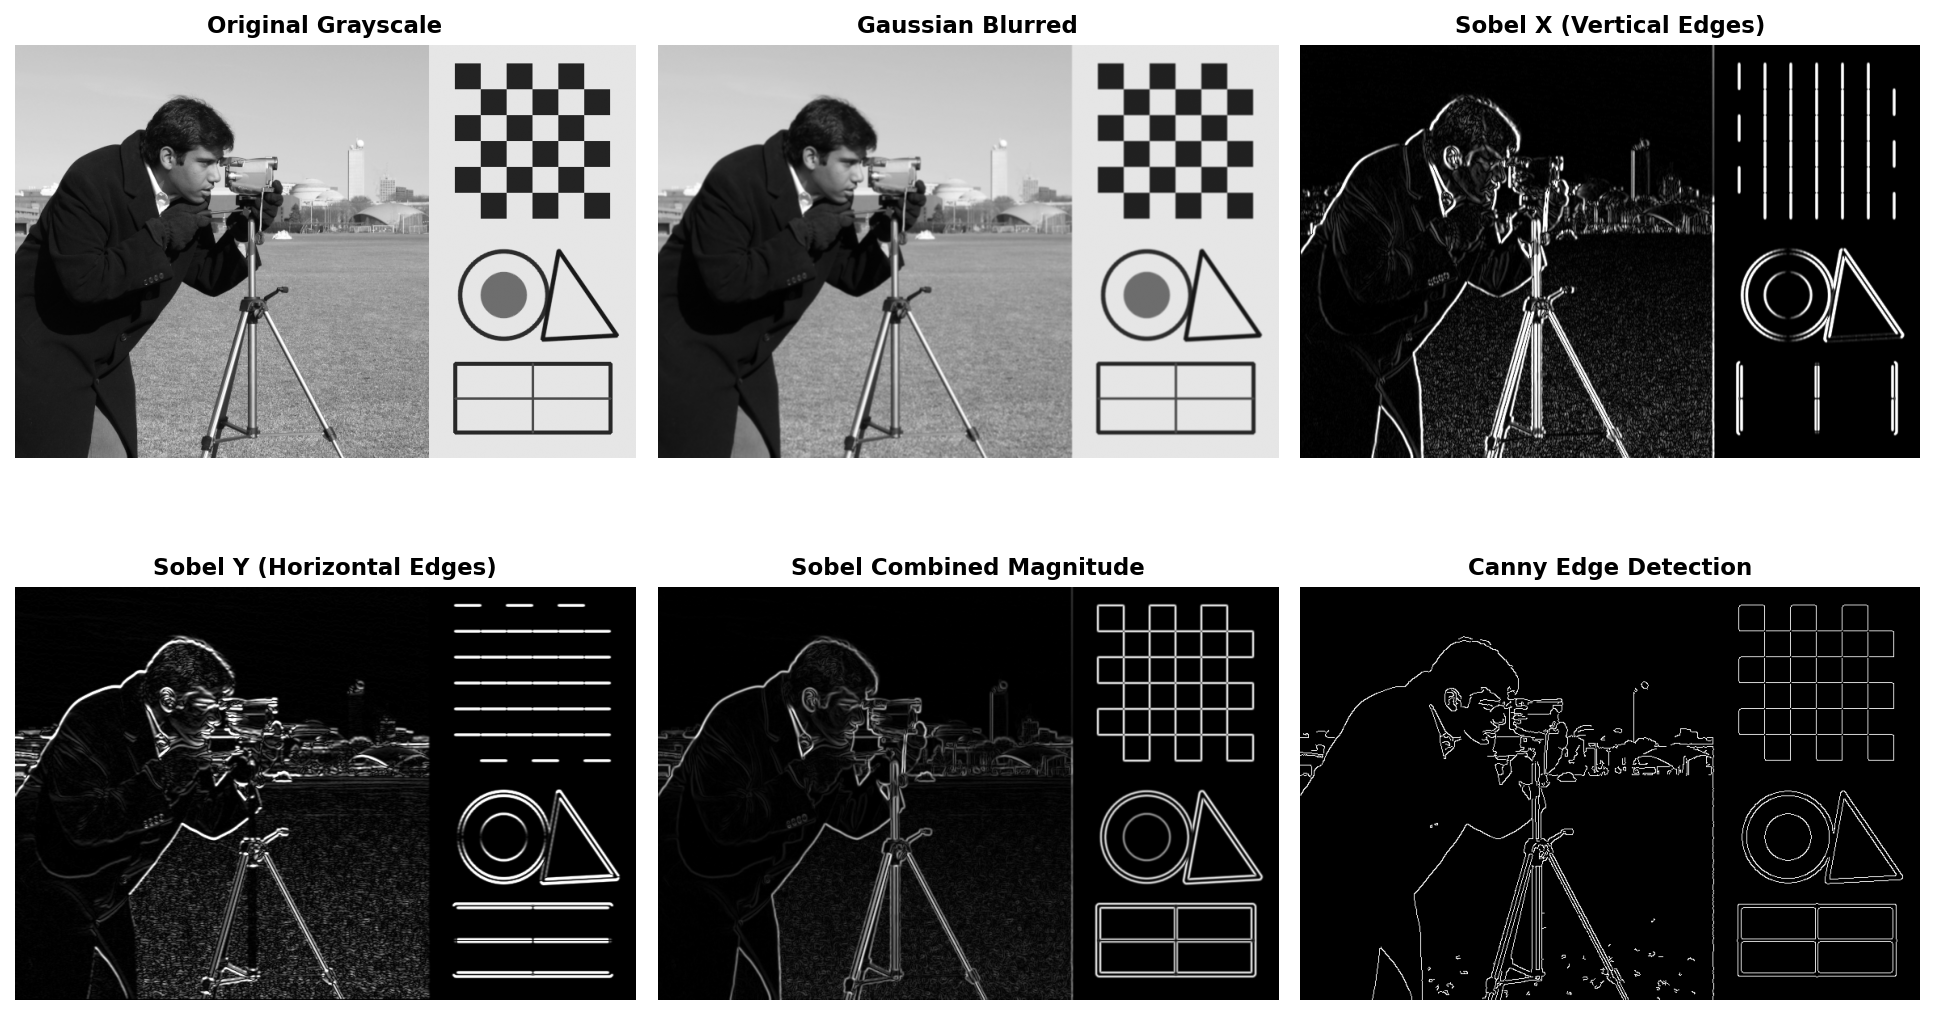 Original Grayscale
Gaussian Blurred
Sobel X (Vertical Edges)
Sobel Y (Horizontal Edges)
Sobel Combined Magnitude
Canny Edge Detection